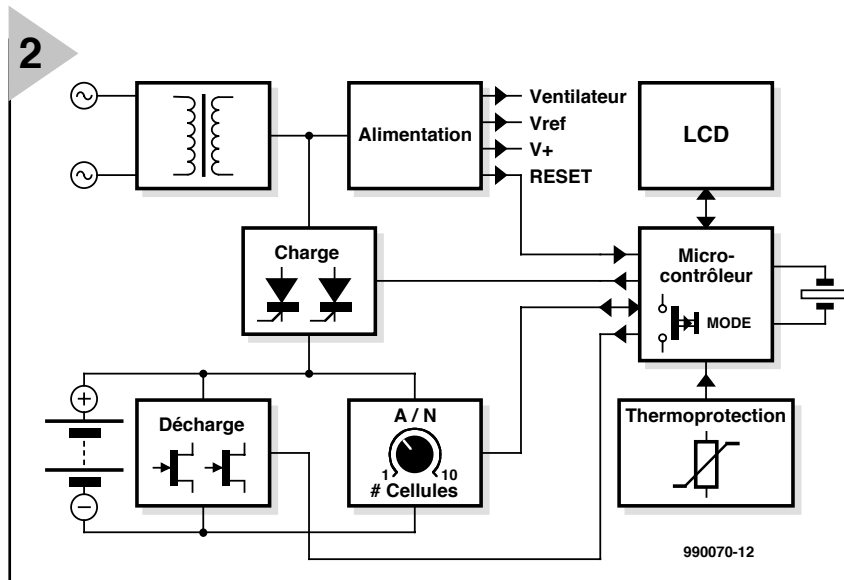 2
Ventilateur
Vref
V+
RESET
Alimentation
LCD
Charge
Micro-
contrôleur
MODE
Décharge
A / N
1 10
# Cellules
Thermoprotection
990070-12